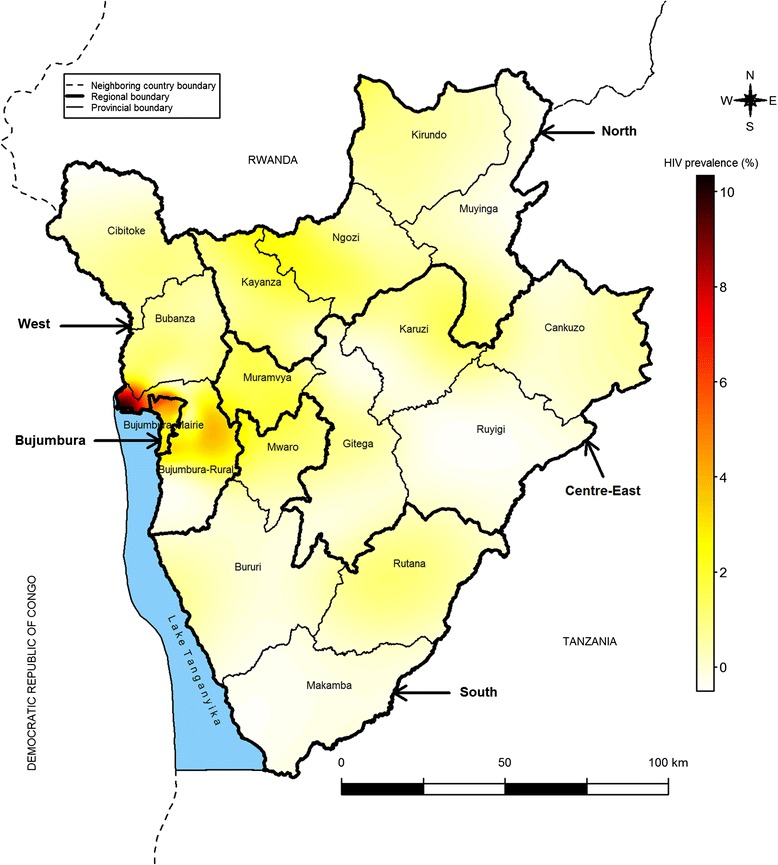 Neighboring country boundary
Regional boundary
Provincial boundary
N
W E
S
RWANDA
North
Kirundo
HIV prevalence (%)
10
8
6
4
2
0
Muyinga
Cibitoke
Ngozi
Kayanza
West
Bubanza
Karuzi
Cankuzo
Muramvya
Bujumbura-Mairie
Bujumbura
Mwaro
Gitega
Ruyigi
Bujumbura-Rural
Centre-East
Bururi
Rutana
DEMOCRATIC REPUBLIC OF CONGO
Lake Tanganyika
TANZANIA
Makamba
South
0 50 100 km